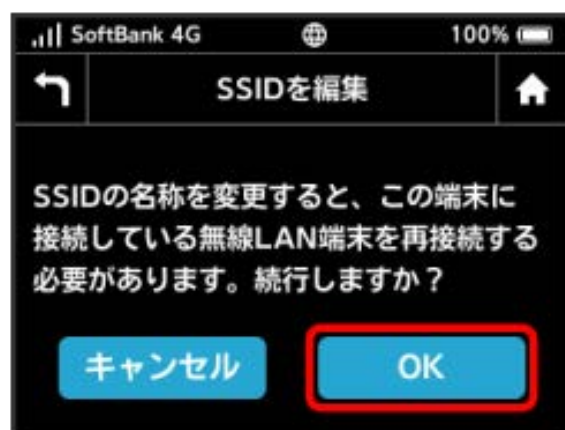 SoftBank 4G 100%
SSIDを編集
SSIDの名称を変更すると、この端末に
接続している無線LAN端末を再接続する
必要があります。続行しますか？
キャンセル OK